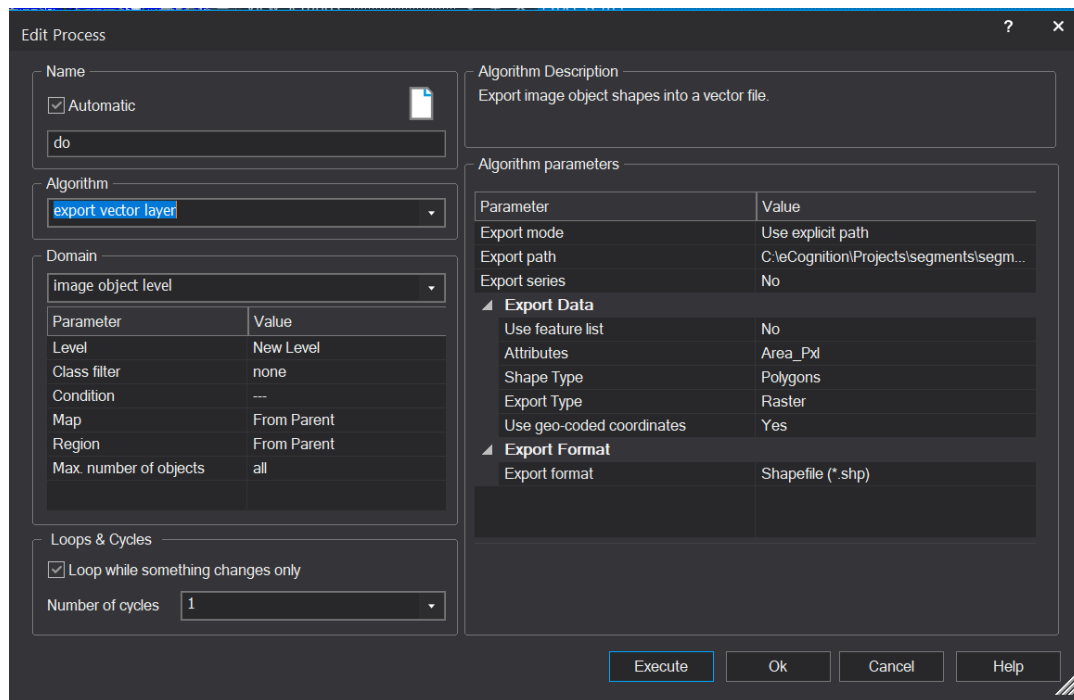 Edit Process
?
×
Name
Automatic
do
Algorithm
export vector layer
Domain
image object level
Parameter Value
Level New Level
Class filter none
Condition ---
Map From Parent
Region From Parent
Max. number of objects all
Loops & Cycles
Loop while something changes only
Number of cycles 1
Algorithm Description
Export image object shapes into a vector file.
Algorithm parameters
Parameter Value
Export mode Use explicit path
Export path C:\eCognition\Projects\segments\segm...
Export series No
Export Data
Use feature list No
Attributes Area_Pxl
Shape Type Polygons
Export Type Raster
Use geo-coded coordinates Yes
Export Format
Export format Shapefile (*.shp)
Execute Ok Cancel Help